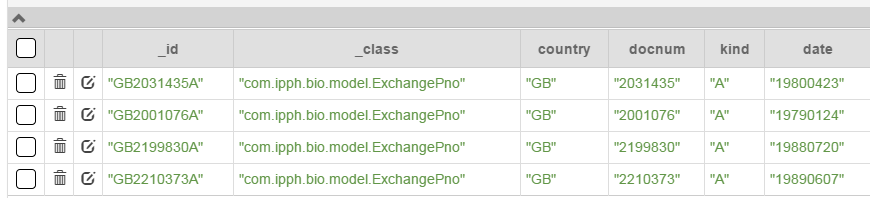 _id _class country docnum kind date
"GB2031435A" "com.ipph.bio.model.ExchangePno" "GB" "2031435" "A" "19800423"
"GB2001076A" "com.ipph.bio.model.ExchangePno" "GB" "2001076" "A" "19790124"
"GB2199830A" "com.ipph.bio.model.ExchangePno" "GB" "2199830" "A" "19880720"
"GB2210373A" "com.ipph.bio.model.ExchangePno" "GB" "2210373" "A" "19890607"